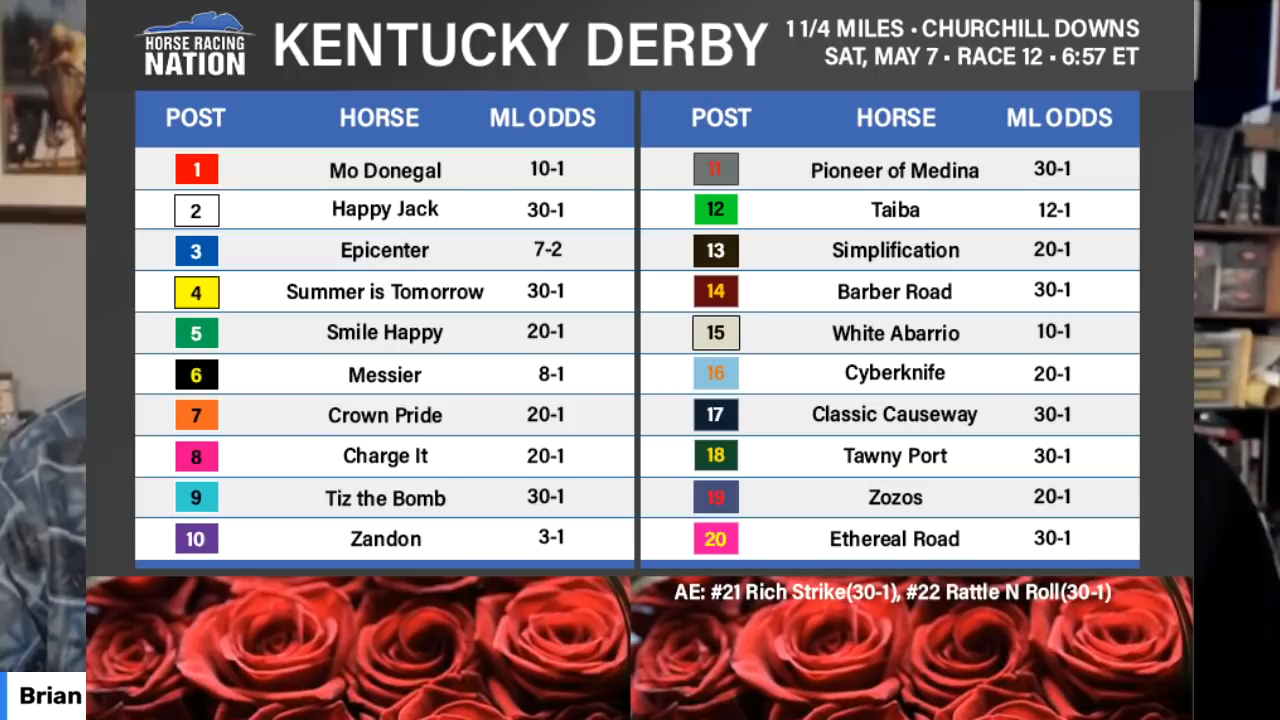 HORSE RACING
NATION
KENTUCKY DERBY
1 1/4 MILES • CHURCHILL DOWNS
SAT, MAY 7 • RACE 12 • 6:57 ET
POST HORSE ML ODDS
1 Mo Donegal 10-1
2 Happy Jack 30-1
3 Epicenter 7-2
4 Summer is Tomorrow 30-1
5 Smile Happy 20-1
6 Messier 8-1
7 Crown Pride 20-1
8 Charge It 20-1
9 Tiz the Bomb 30-1
10 Zandon 3-1
POST HORSE ML ODDS
11 Pioneer of Medina 30-1
12 Taiba 12-1
13 Simplification 20-1
14 Barber Road 30-1
15 White Abarrio 10-1
16 Cyberknife 20-1
17 Classic Causeway 30-1
18 Tawny Port 30-1
19 Zozos 20-1
20 Ethereal Road 30-1
AE: #21 Rich Strike(30-1), #22 Rattle N Roll(30-1)
Brian